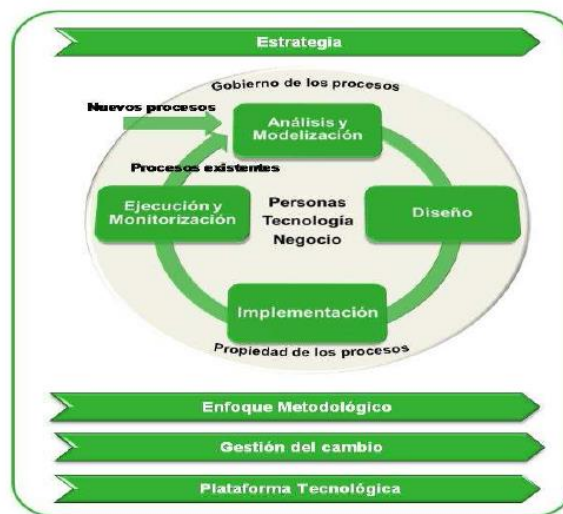 Estrategia
Gobierno de los procesos
Nuevos procesos
Análisis y
Modelización
Procesos existentes
Ejecución y
Monitorización
Personas
Tecnología
Negocio
Diseño
Implementación
Propiedad de los procesos
Enfoque Metodológico
Gestión del cambio
Plataforma Tecnológica